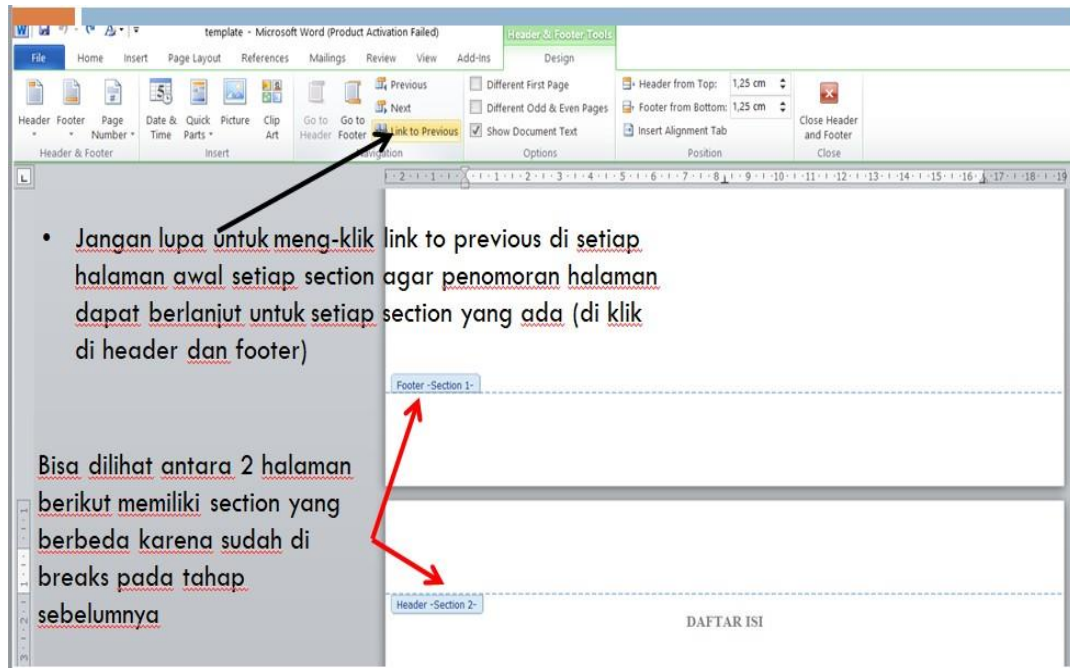 template - Microsoft Word (Product Activation Failed)
Header & Footer Tools
File Home Insert Page Layout References Mailings Review View Add-Ins Design
Header Footer Page Number
Date & Time Quick Parts Picture Clip Art
Go to Header Go to Footer
Previous
Next
Link to Previous
Different First Page
Different Odd & Even Pages
Show Document Text
Header from Top: 1,25 cm
Footer from Bottom: 1,25 cm
Insert Alignment Tab
Close Header and Footer
Header & Footer Insert Navigation Options Position Close
• Jangan lupa untuk meng-klik link to previous di setiap
halaman awal setiap section agar penomoran halaman
dapat berlanjut untuk setiap section yang ada (di klik
di header dan footer)
Footer -Section 1-
Bisa dilihat antara 2 halaman
berikut memiliki section yang
berbeda karena sudah di
breaks pada tahap
sebelumnya
Header -Section 2-
DAFTAR ISI